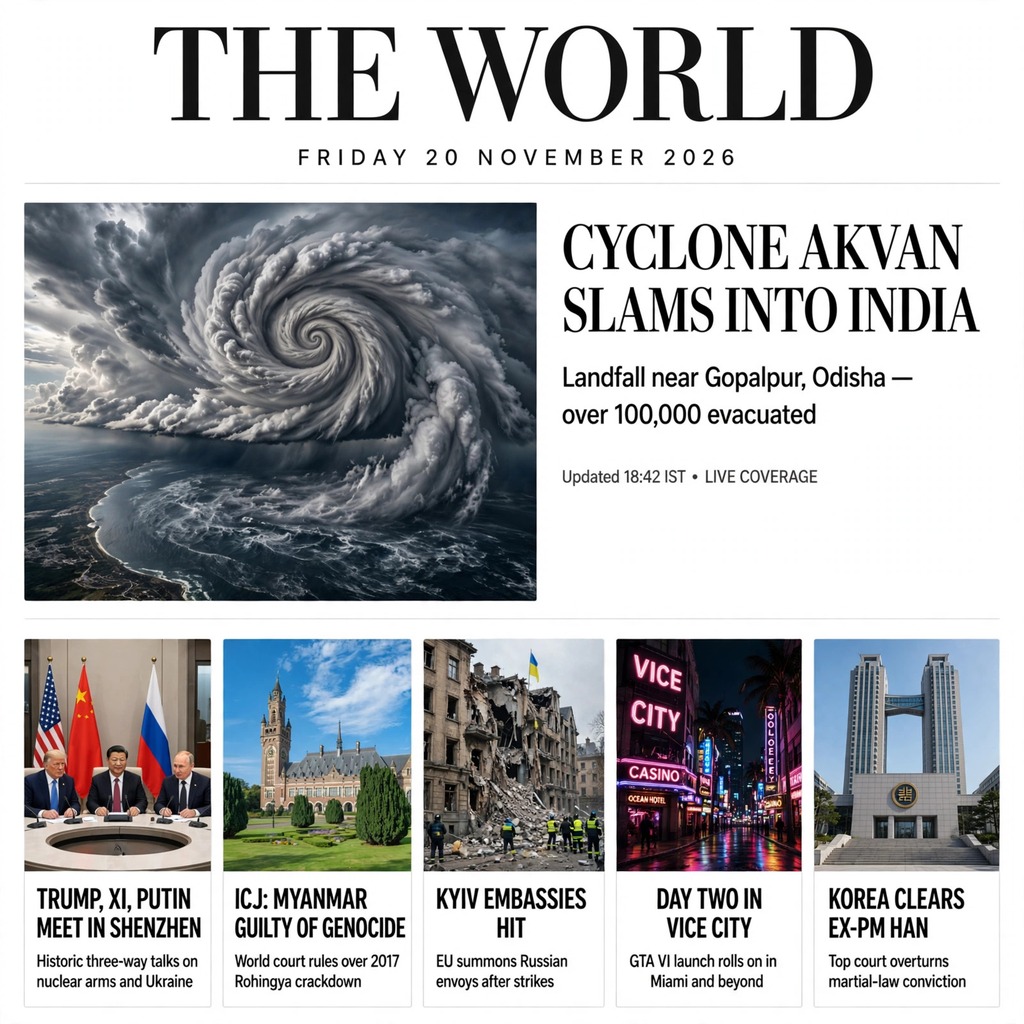 THE WORLD
FRIDAY 20 NOVEMBER 2026
CYCLONE AKVAN
SLAMS INTO INDIA
Landfall near Gopalpur, Odisha —
over 100,000 evacuated
Updated 18:42 IST • LIVE COVERAGE
VICE
CITY
CASINO
OCEAN HOTEL
TRUMP, XI, PUTIN
MEET IN SHENZHEN
Historic three-way talks on
nuclear arms and Ukraine
ICJ: MYANMAR
GUILTY OF GENOCIDE
World court rules over 2017
Rohingya crackdown
KYIV EMBASSIES
HIT
EU summons Russian
envoys after strikes
DAY TWO IN
VICE CITY
GTA VI launch rolls on in
Miami and beyond
KOREA CLEARS
EX-PM HAN
Top court overturns
martial-law conviction